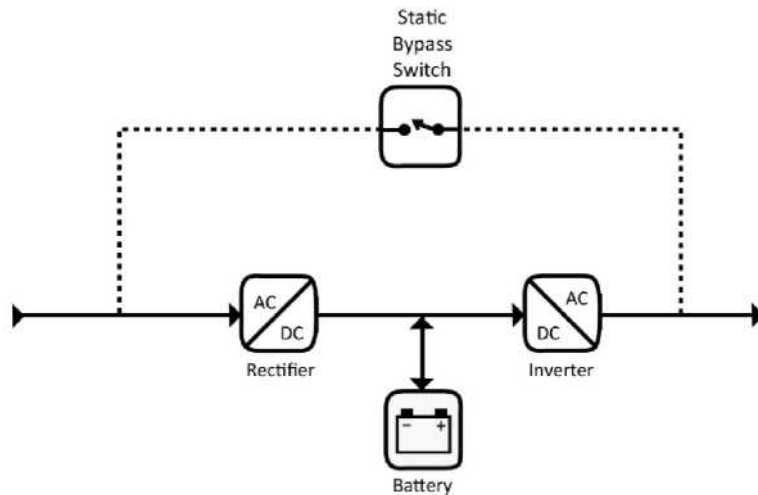 Static
Bypass
Switch
AC
DC
Rectifier
AC
DC
Inverter
- +
Battery